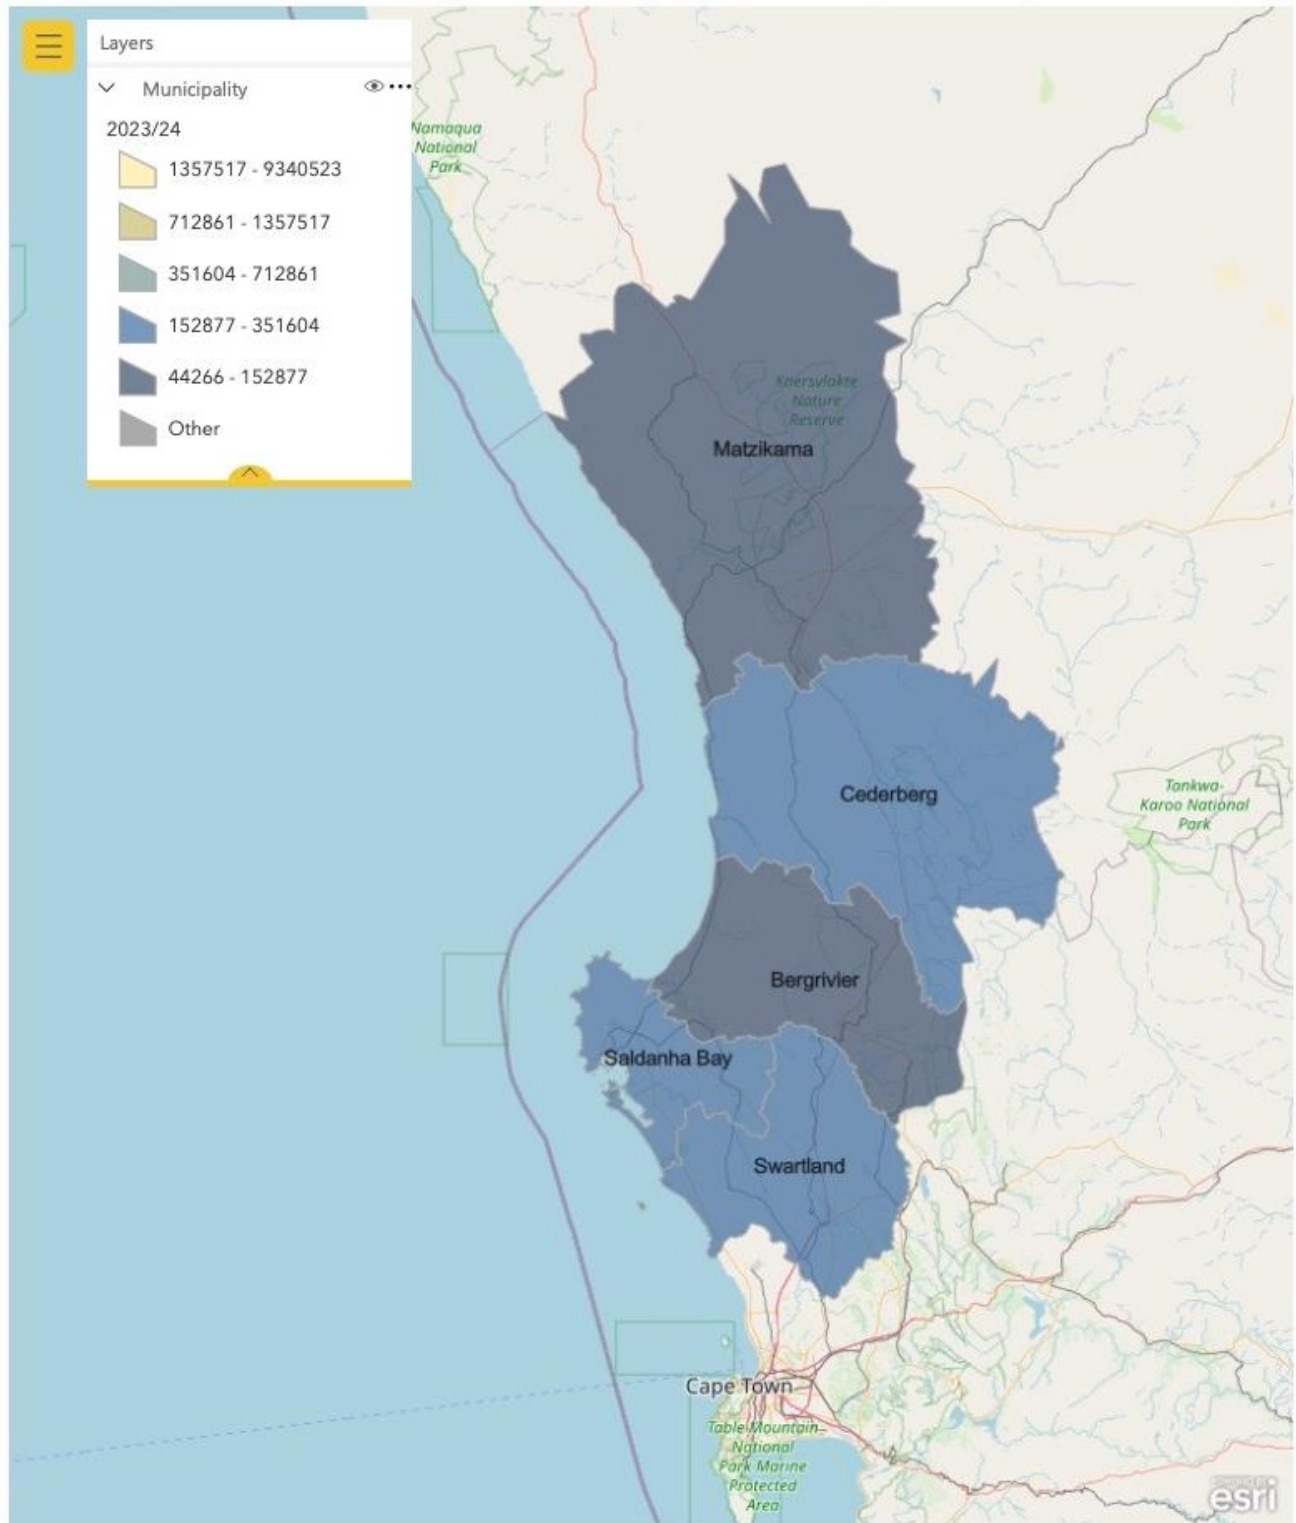 Layers
Municipality
2023/24
1357517 - 9340523
712861 - 1357517
351604 - 712861
152877 - 351604
44266 - 152877
Other
Namaqua
National
Park
Knersvlakte
Nature
Reserve
Matzikama
Cederberg
Tankwa-
Karoo National
Park
Bergrivier
Saldanha Bay
Swartland
Cape Town
Table Mountain
National
Park Marine
Protected
Area
POWERED BY
esri